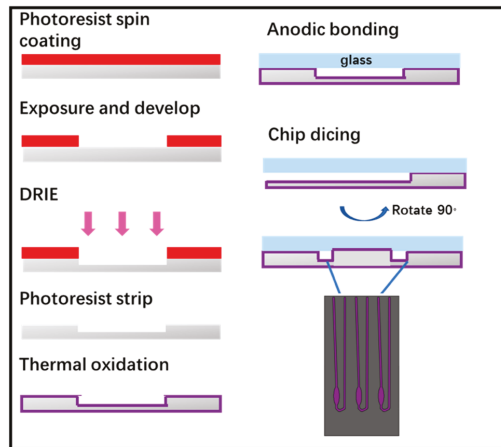 Photoresist spin
coating
Exposure and develop
DRIE
Photoresist strip
Thermal oxidation
Anodic bonding
glass
Chip dicing
Rotate 90°